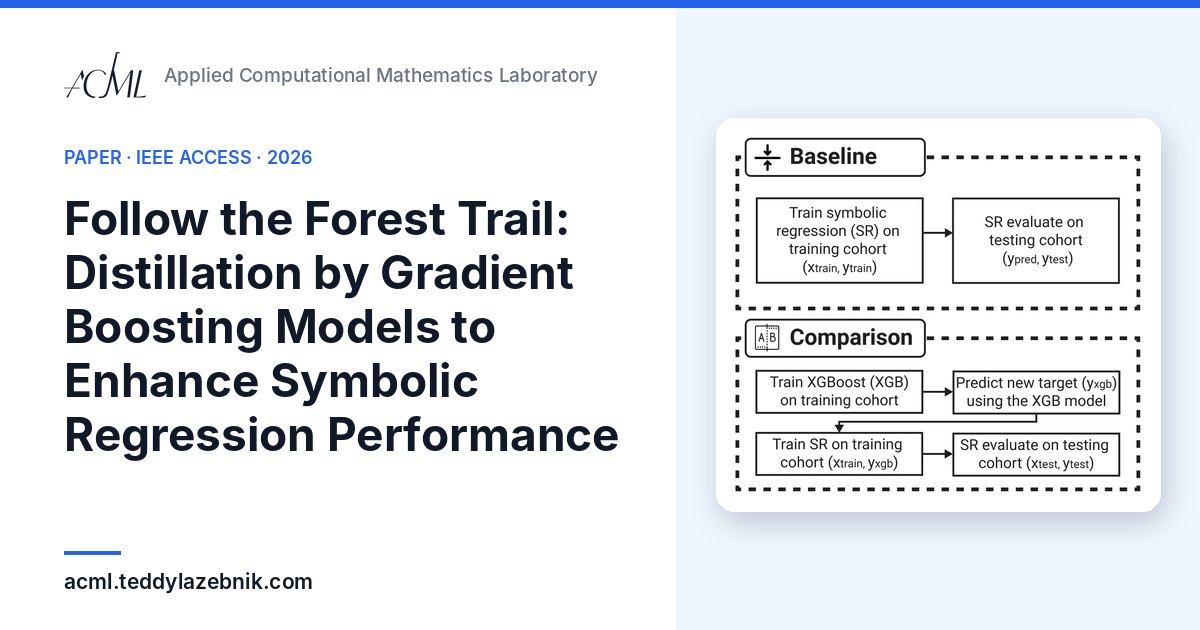 ACML
Applied Computational Mathematics Laboratory
PAPER · IEEE ACCESS · 2026
Follow the Forest Trail:
Distillation by Gradient
Boosting Models to
Enhance Symbolic
Regression Performance
acml.teddylazebnik.com
Baseline
Train symbolic
regression (SR) on
training cohort
(xtrain, ytrain)
SR evaluate on
testing cohort
(ypred, ytest)
A B
Comparison
Train XGBoost (XGB)
on training cohort
Predict new target (yxgb)
using the XGB model
Train SR on training
cohort (xtrain, yxgb)
SR evaluate on testing
cohort (xtest, ytest)